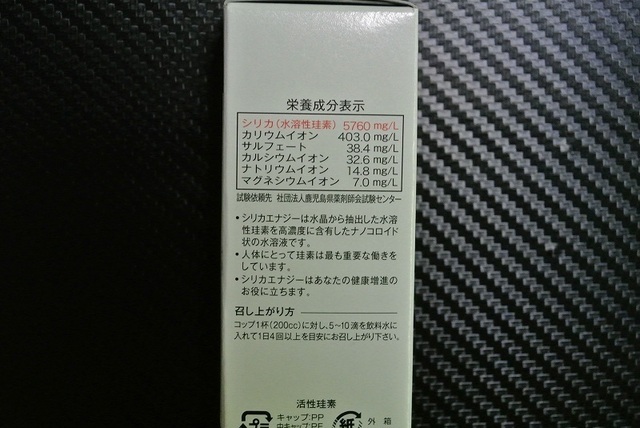 栄養成分表示
シリカ(水溶性珪素) 5760 mg/L
カリウムイオン 403.0 mg/L
サルフェート 38.4 mg/L
カルシウムイオン 32.6 mg/L
ナトリウムイオン 14.8 mg/L
マグネシウムイオン 7.0 mg/L
試験依頼先 社団法人鹿児島県薬剤師会試験センター
•シリカエナジーは水晶から抽出した水溶
性珪素を高濃度に含有したナノコロイド
状の水溶液です。
•人体にとって珪素は最も重要な働きを
しています。
•シリカエナジーはあなたの健康増進の
お役に立ちます。
召し上がり方
コップ1杯(200cc)に対し、5~10滴を飲料水に
入れて1日4回以上を目安にお召し上がり下さい。
活性珪素
プラ キャップ:PP 紙 外箱
中キャップ:PE